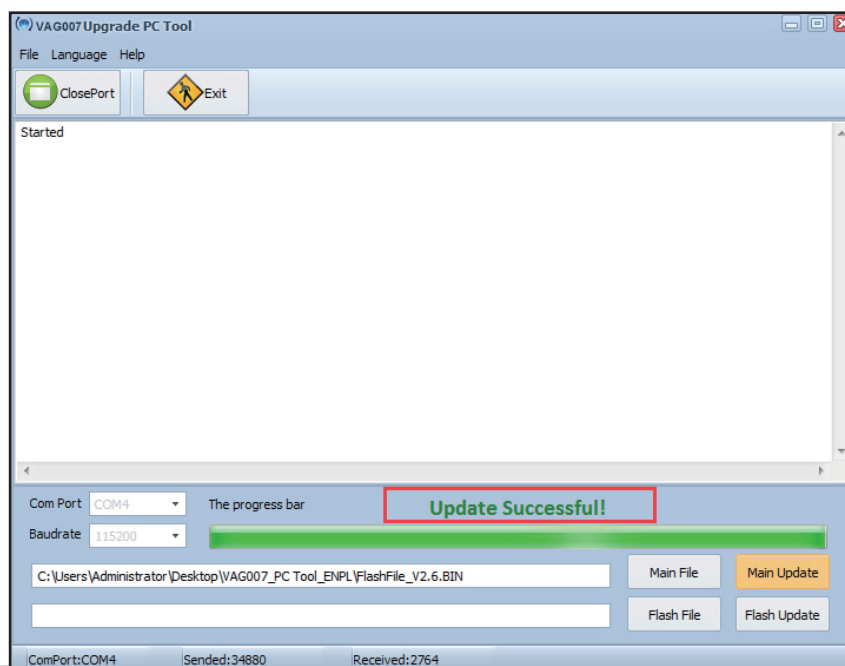 VAG007 Upgrade PC Tool
File Language Help
ClosePort Exit
Started
Com Port COM4 The progress bar Update Successful!
Baudrate 115200
C:\Users\Administrator\Desktop\VAG007_PC Tool_ENPL\FlashFile_V2.6.BIN Main File Main Update
Flash File Flash Update
ComPort:COM4 Sended:34880 Received:2764